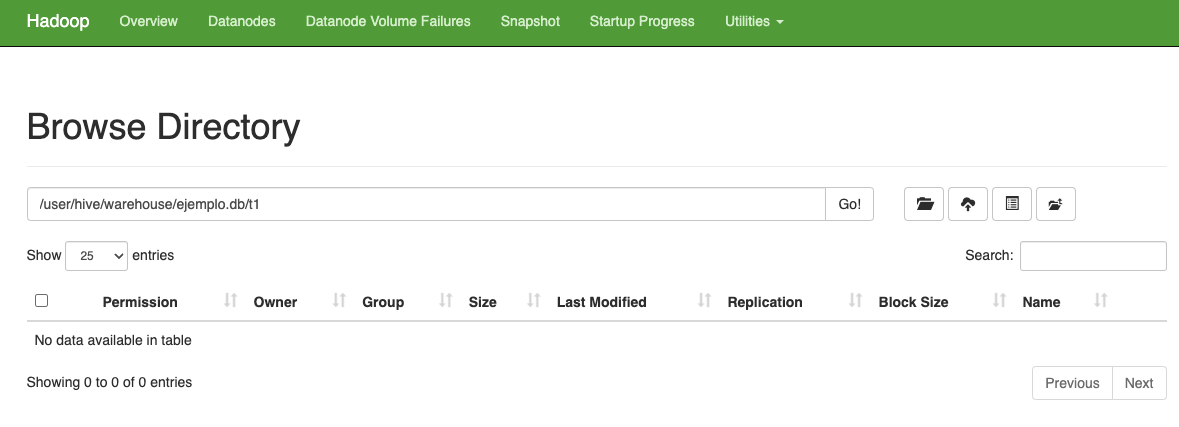 Hadoop Overview Datanodes Datanode Volume Failures Snapshot Startup Progress Utilities
Browse Directory
/user/hive/warehouse/ejemplo.db/t1 Go!
Show 25 entries Search:
Permission Owner Group Size Last Modified Replication Block Size Name
No data available in table
Showing 0 to 0 of 0 entries Previous Next